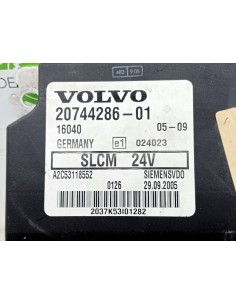 VOLVO
20744286-01
16040 05-09
GERMANY e1 024023
SLCM 24V
A2C53118552 SIEMENSVDO
0126 29.09.2005
2037K53I01282